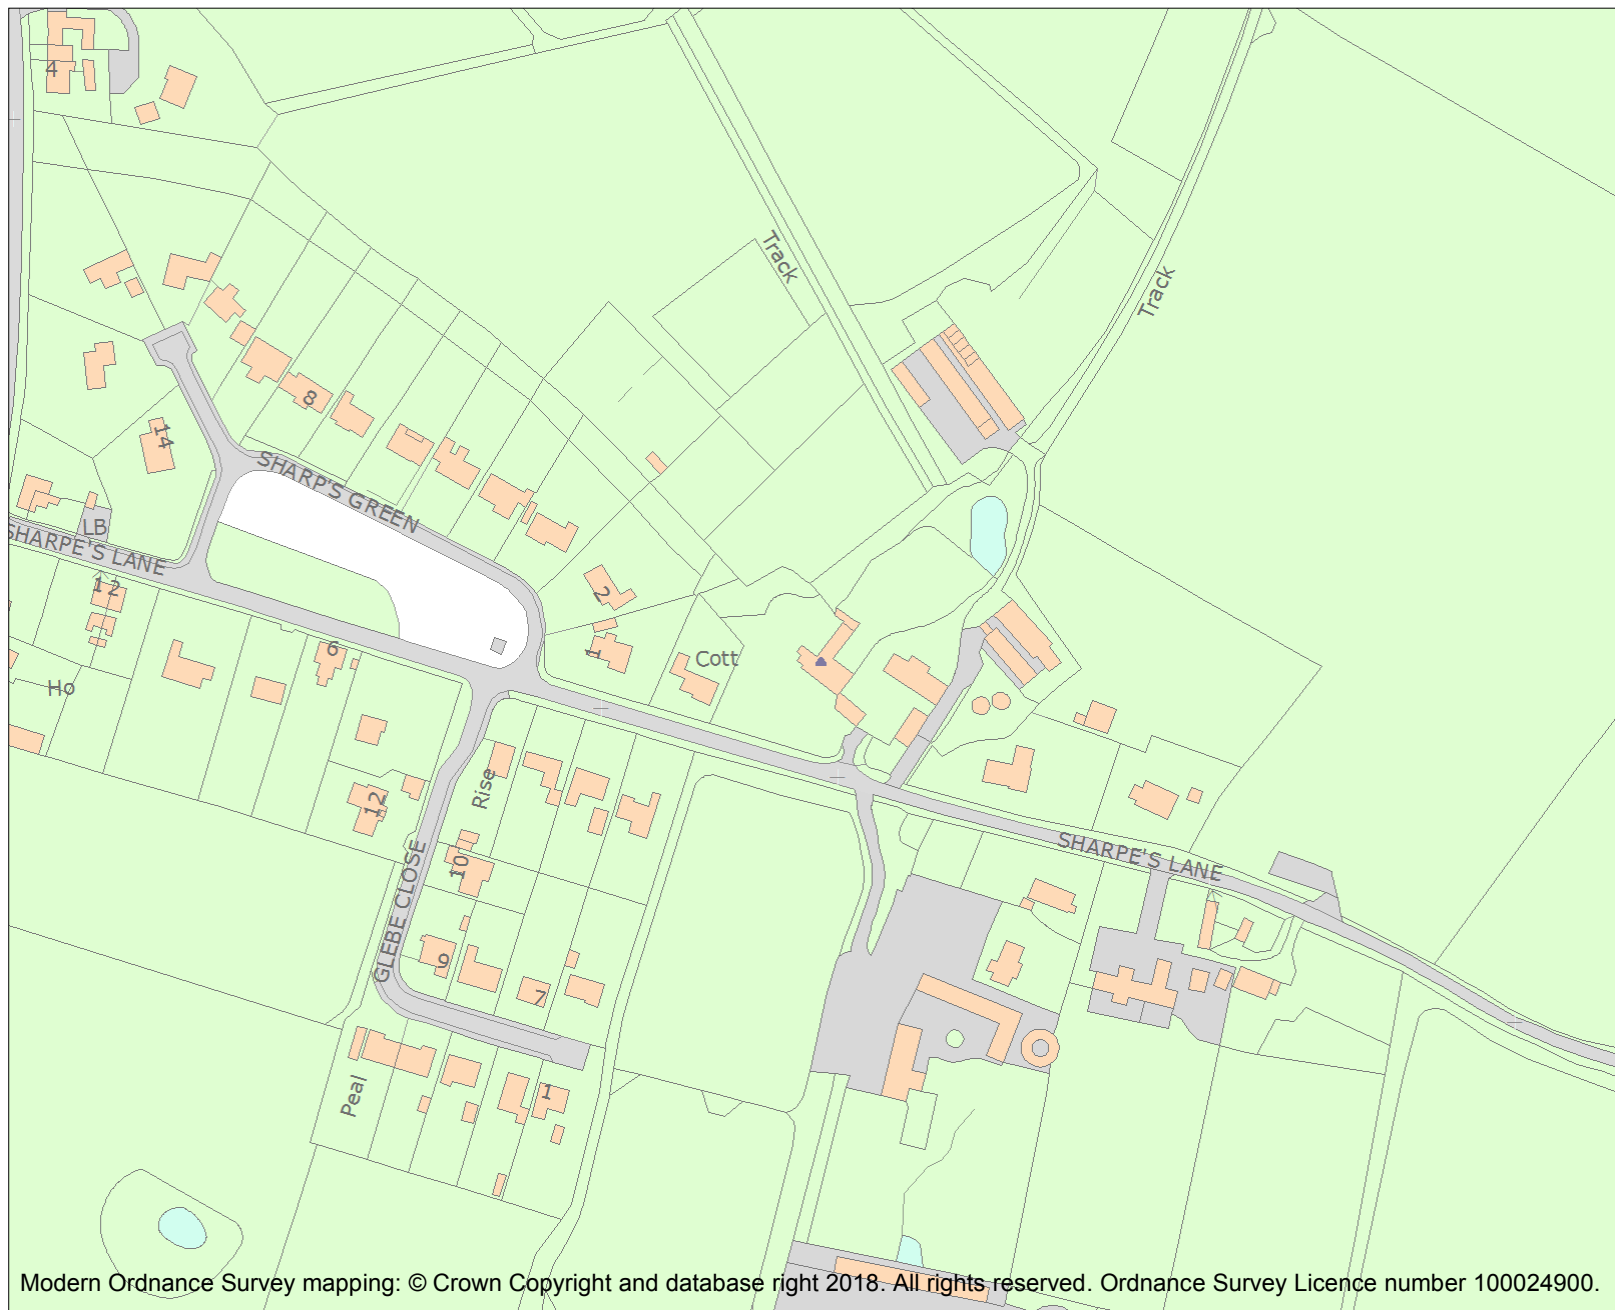 4
Track
Track
8
14
SHARP'S GREEN
LB
SHARPE'S LANE
1 2
2
1
Cott
6
Ho
Rise
12
10
GLEBE CLOSE
SHARPE'S LANE
9
7
1
Peal
Modern Ordnance Survey mapping: © Crown Copyright and database right 2018. All rights reserved. Ordnance Survey Licence number 100024900.